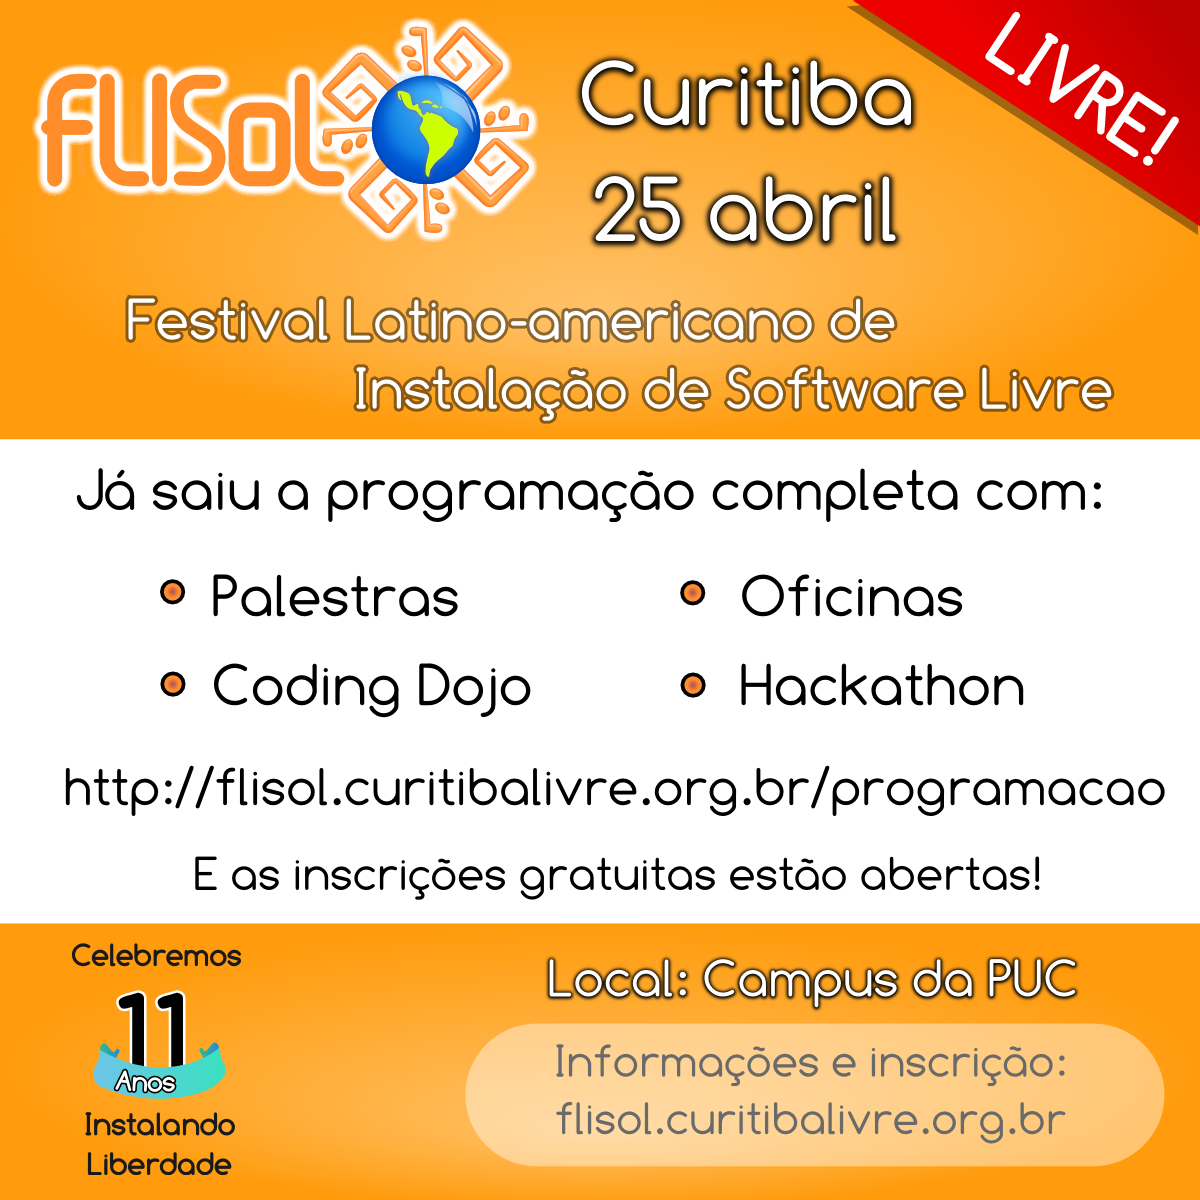 FLISoL
Curitiba
25 abril
LIVRE!
Festival Latino-americano de
Instalação de Software Livre
Já saiu a programação completa com:
Palestras
Oficinas
Coding Dojo
Hackathon
http://flisol.curitibalivre.org.br/programacao
E as inscrições gratuitas estão abertas!
Celebremos
11
Anos
Instalando
Liberdade
Local: Campus da PUC
Informações e inscrição:
flisol.curitibalivre.org.br